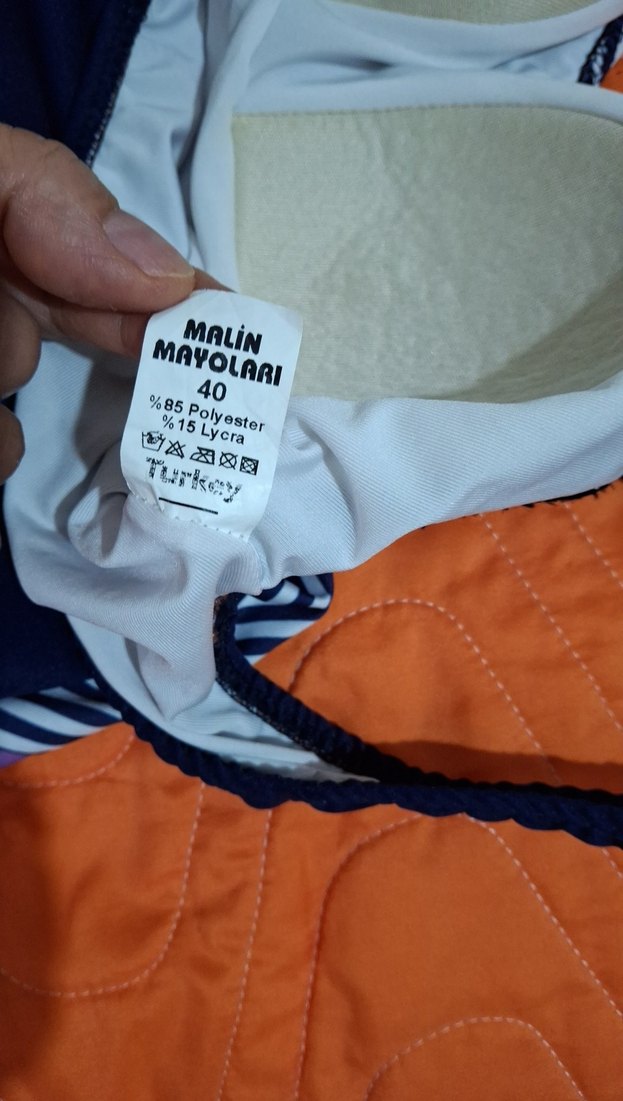 MALİN
MAYOLARI
40
%85 Polyester
%15 Lycra
Turkey